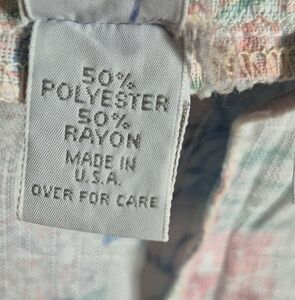 50%
POLYESTER
50%
RAYON
MADE IN
U.S.A.
OVER FOR CARE